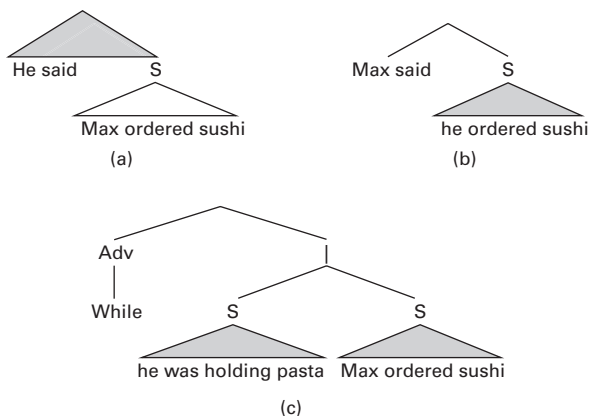 He said S
Max ordered sushi
(a)
Max said S
he ordered sushi
(b)
Adv
While
S S
he was holding pasta Max ordered sushi
(c)